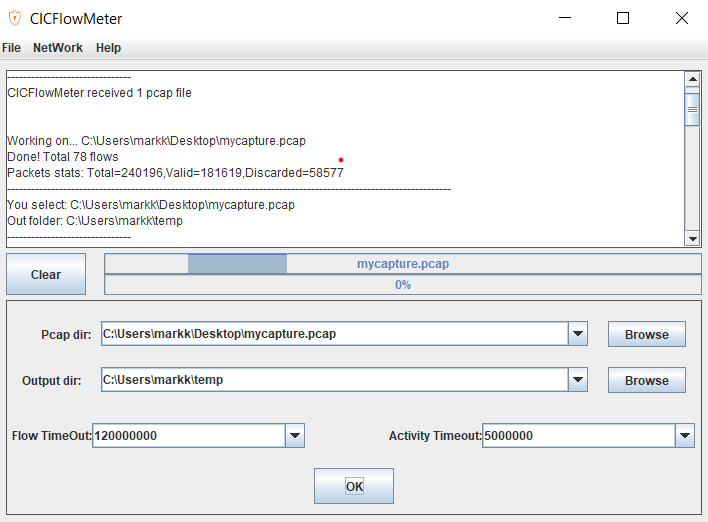 CICFlowMeter
File NetWork Help
-------------------------------
CICFlowMeter received 1 pcap file
Working on... C:\Users\markk\Desktop\mycapture.pcap
Done! Total 78 flows
Packets stats: Total=240196,Valid=181619,Discarded=58577
---------------------------------------------------------------------------------------------------------------
You select: C:\Users\markk\Desktop\mycapture.pcap
Out folder: C:\Users\markk\temp
-------------------------------
Clear
mycapture.pcap
0%
Pcap dir: C:\Users\markk\Desktop\mycapture.pcap Browse
Output dir: C:\Users\markk\temp Browse
Flow TimeOut: 120000000 Activity Timeout: 5000000
OK